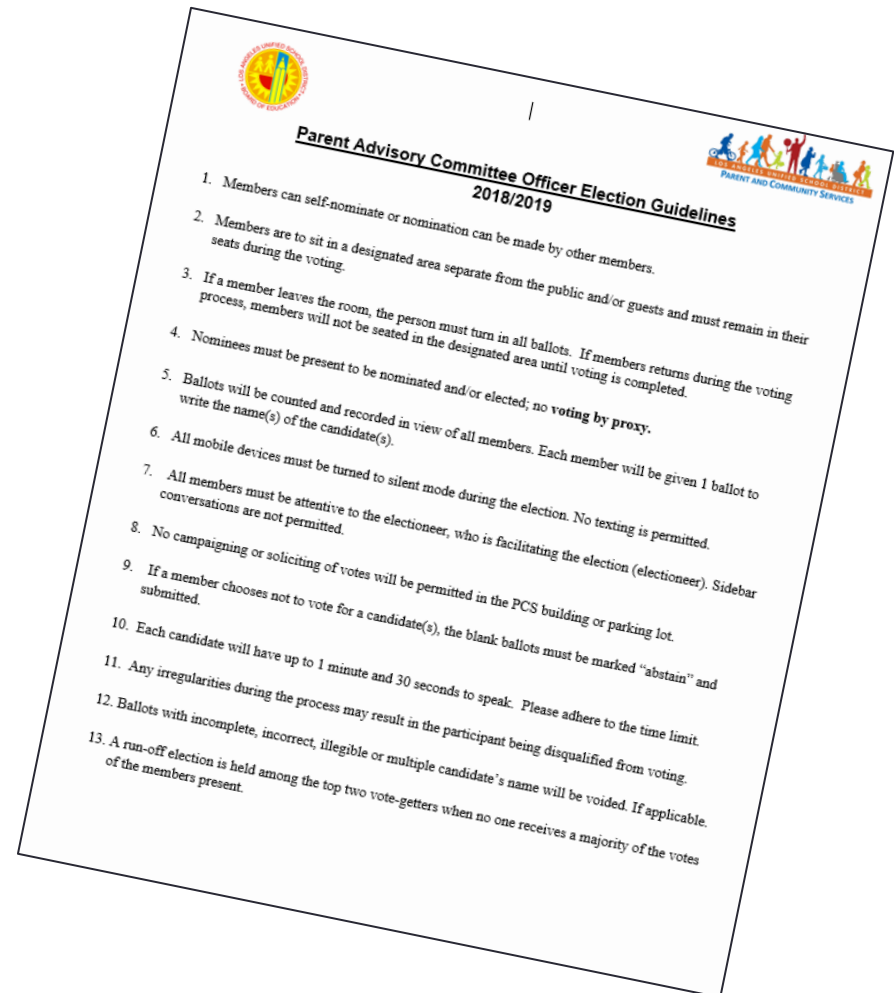 LOS ANGELES UNIFIED SCHOOL DISTRICT
BOARD OF EDUCATION
LOS ANGELES UNIFIED SCHOOL DISTRICT
PARENT AND COMMUNITY SERVICES
Parent Advisory Committee Officer Election Guidelines
2018/2019
1. Members can self-nominate or nomination can be made by other members.
2. Members are to sit in a designated area separate from the public and/or guests and must remain in their
seats during the voting.
3. If a member leaves the room, the person must turn in all ballots. If members returns during the voting
process, members will not be seated in the designated area until voting is completed.
4. Nominees must be present to be nominated and/or elected; no voting by proxy.
5. Ballots will be counted and recorded in view of all members. Each member will be given 1 ballot to
write the name(s) of the candidate(s).
6. All mobile devices must be turned to silent mode during the election. No texting is permitted.
7. All members must be attentive to the electioneer, who is facilitating the election (electioneer). Sidebar
conversations are not permitted.
8. No campaigning or soliciting of votes will be permitted in the PCS building or parking lot.
9. If a member chooses not to vote for a candidate(s), the blank ballots must be marked “abstain” and
submitted.
10. Each candidate will have up to 1 minute and 30 seconds to speak. Please adhere to the time limit.
11. Any irregularities during the process may result in the participant being disqualified from voting.
12. Ballots with incomplete, incorrect, illegible or multiple candidate’s name will be voided. If applicable.
13. A run-off election is held among the top two vote-getters when no one receives a majority of the votes
of the members present.